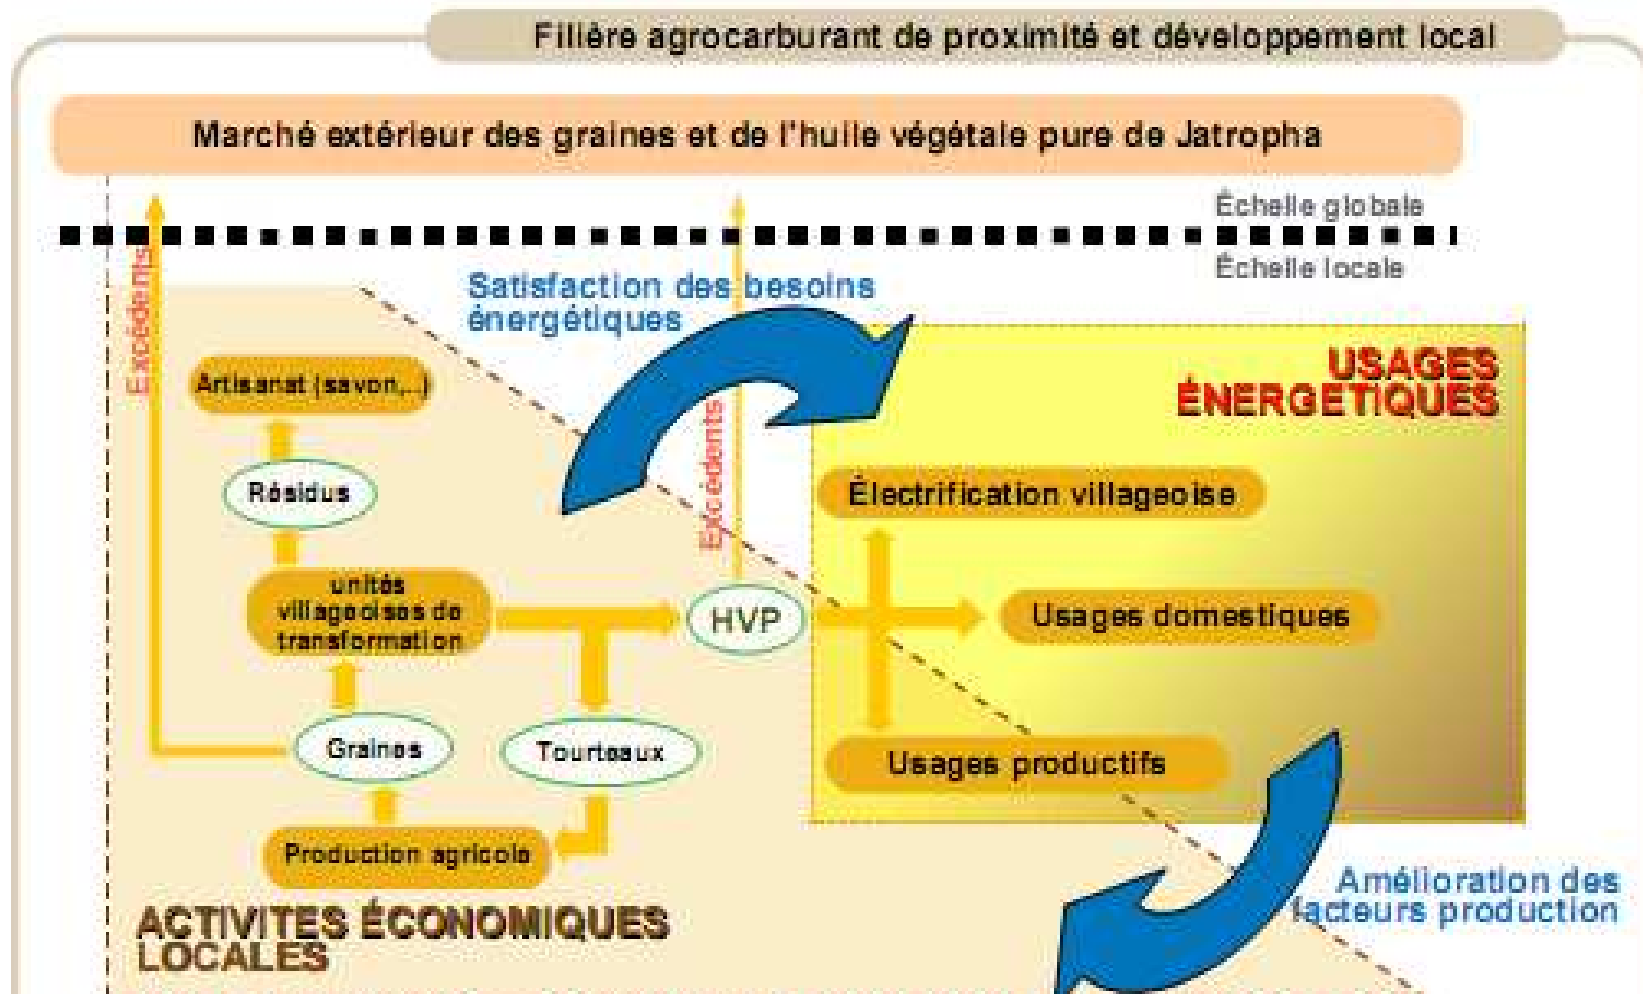 Filière agrocarburant de proximité et développement local
Marché extérieur des graines et de l'huile végétale pure de Jatropha
Échelle globale
Échelle locale
Excédents
Satisfaction des besoins
énergétiques
USAGES
ÉNERGÉTIQUES
Artisanat (savon,..)
Excédents
Résidus
Électrification villageoise
unités
villageoises de
transformation
HVP
Usages domestiques
Graines
Tourteaux
Usages productifs
Production agricole
Amélioration des
facteurs production
ACTIVITES ÉCONOMIQUES
LOCALES